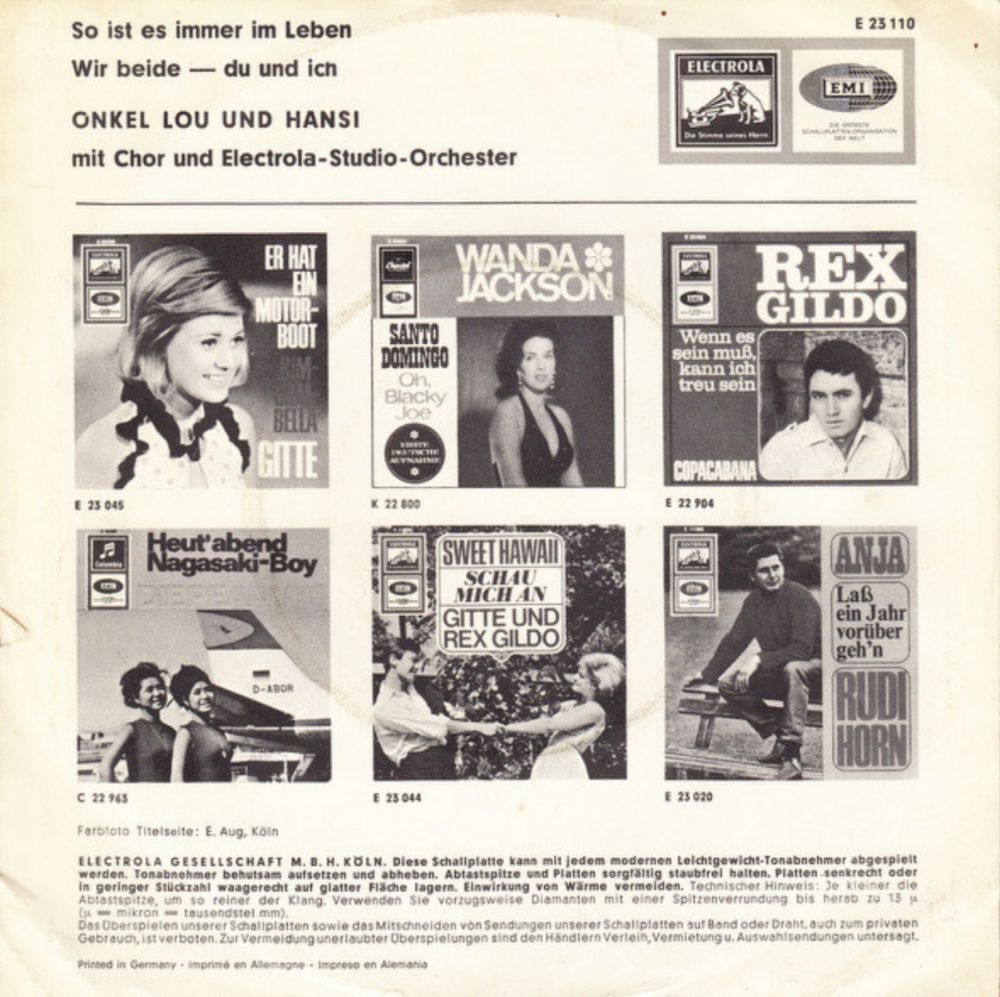 So ist es immer im Leben
Wir beide — du und ich
ONKEL LOU UND HANSI
mit Chor und Electrola-Studio-Orchester
E 23 110
ELECTROLA
Die Stimme seines Herrn
EMI
DIE GRÖSSTE
SCHALLPLATTEN-ORGANISATION
DER WELT
ER HAT
EIN
MOTOR-
BOOT
BELLA
GITTE
E 23 045
WANDA
JACKSON
SANTO
DOMINGO
Oh,
Blacky
Joe
ERSTE
DEUTSCHE
AUFNAHME
K 22 800
REX
GILDO
Wenn es
sein muß,
kann ich
treu sein
COPACABANA
E 22 904
Columbia
EMI
Heut' abend
Nagasaki-Boy
D-ABOR
C 22 963
SWEET HAWAII
SCHAU
MICH AN
GITTE UND
REX GILDO
E 23 044
ELECTROLA
EMI
ANJA
Laß
ein Jahr
vorüber
geh'n
RUDI
HORN
E 23 020
Farbfoto Titelseite: E. Aug, Köln
ELECTROLA GESELLSCHAFT M. B. H. KÖLN. Diese Schallplatte kann mit jedem modernen Leichtgewicht-Tonabnehmer abgespielt
werden. Tonabnehmer behutsam aufsetzen und abheben. Abtastspitze und Platten sorgfältig staubfrei halten. Platten senkrecht oder
in geringer Stückzahl waagerecht auf glatter Fläche lagern. Einwirkung von Wärme vermeiden. Technischer Hinweis: Je kleiner die
Abtastspitze, um so reiner der Klang. Verwenden Sie vorzugsweise Diamanten mit einer Spitzenverrundung bis herab zu 13 µ
(µ = mikron = tausendstel mm).
Das Überspielen unserer Schallplatten sowie das Mitschneiden von Sendungen unserer Schallplatten auf Band oder Draht, auch zum privaten
Gebrauch, ist verboten. Zur Vermeidung unerlaubter Überspielungen sind den Händlern Verleih, Vermietung u. Auswahlsendungen untersagt.
Printed in Germany · Imprimé en Allemagne · Impreso en Alemania